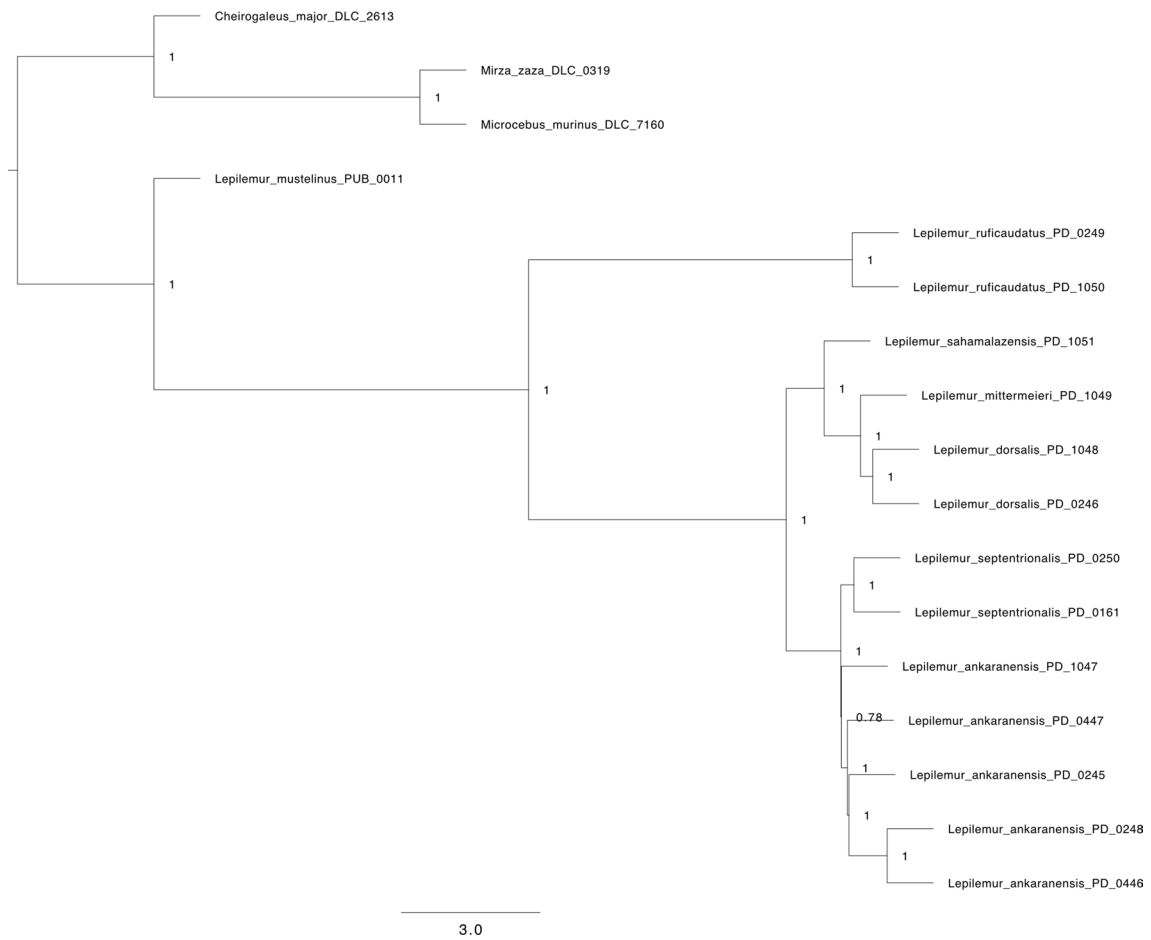 Cheirogaleus_major_DLC_2613
1
Mirza_zaza_DLC_0319
1
Microcebus_murinus_DLC_7160
Lepilemur_mustelinus_PUB_0011
Lepilemur_ruficaudatus_PD_0249
1
1
Lepilemur_ruficaudatus_PD_1050
Lepilemur_sahamalazensis_PD_1051
1
1
Lepilemur_mittermeieri_PD_1049
1
Lepilemur_dorsalis_PD_1048
1
Lepilemur_dorsalis_PD_0246
1
Lepilemur_septentrionalis_PD_0250
1
Lepilemur_septentrionalis_PD_0161
1
Lepilemur_ankaranensis_PD_1047
0.78
Lepilemur_ankaranensis_PD_0447
1
Lepilemur_ankaranensis_PD_0245
1
Lepilemur_ankaranensis_PD_0248
1
Lepilemur_ankaranensis_PD_0446
3.0